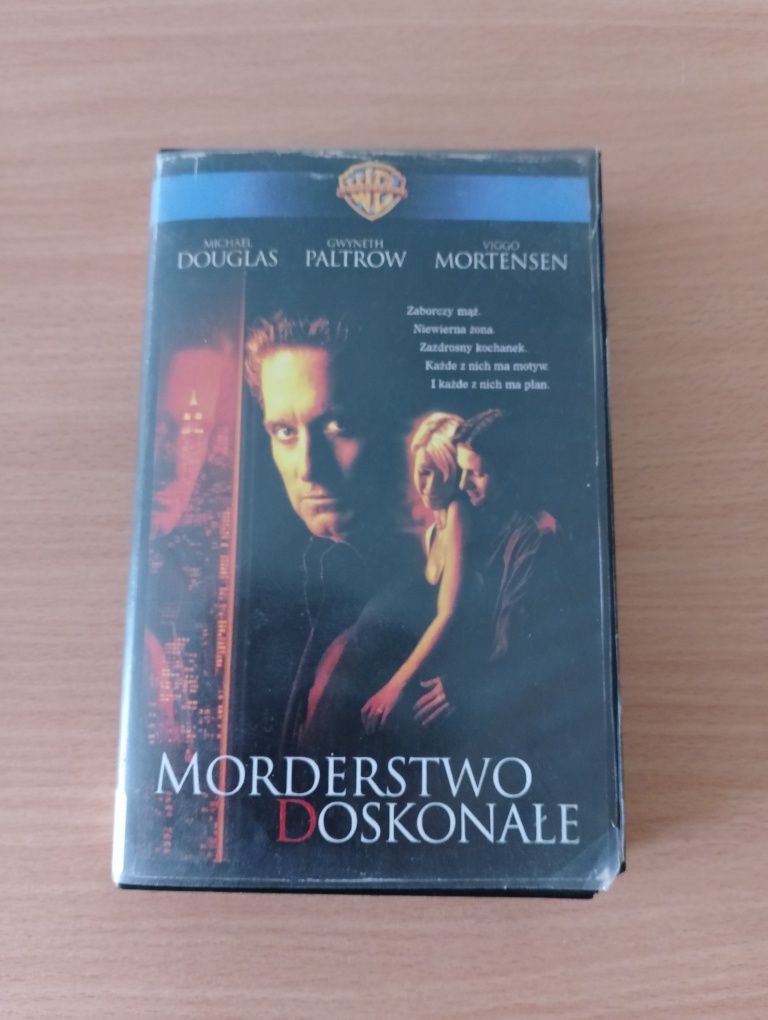 MICHAEL DOUGLAS
GWYNETH PALTROW
VIGGO MORTENSEN
Zaborczy mąż.
Niewierna żona.
Zazdrosny kochanek.
Każde z nich ma motyw.
I każde z nich ma plan.
MORDERSTWO
DOSKONAŁE